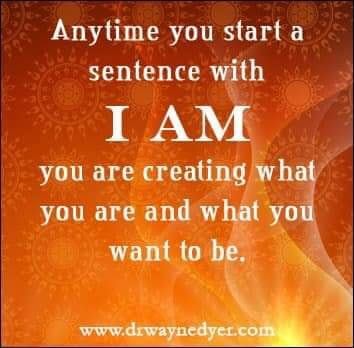 Anytime you start a
sentence with
I AM
you are creating what
you are and what you
want to be.
www.drwaynedyer.com